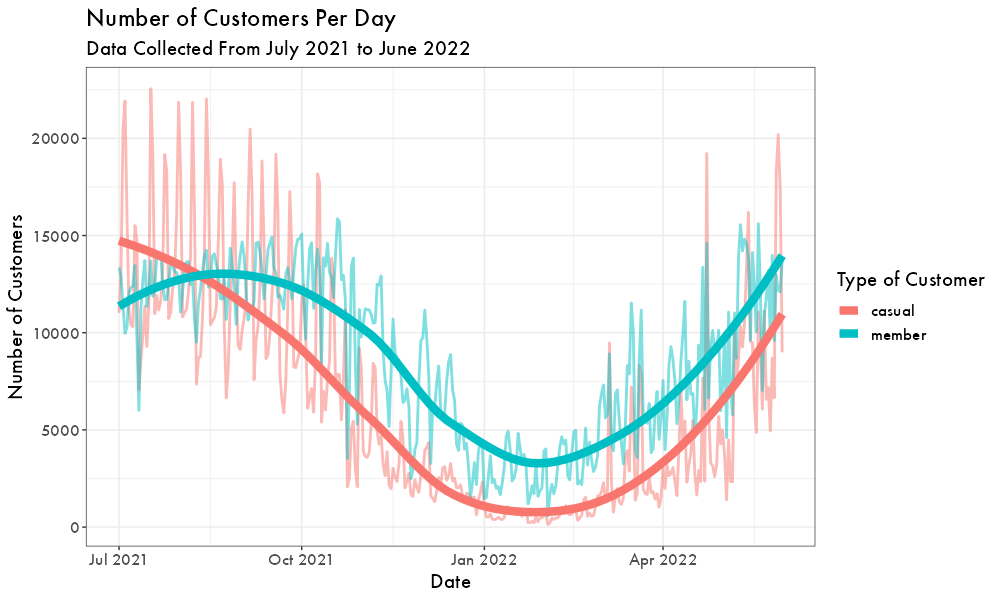 Number of Customers Per Day
Data Collected From July 2021 to June 2022
Number of Customers
20000
15000
10000
5000
0
Jul 2021
Oct 2021
Jan 2022
Apr 2022
Date
Type of Customer
casual
member